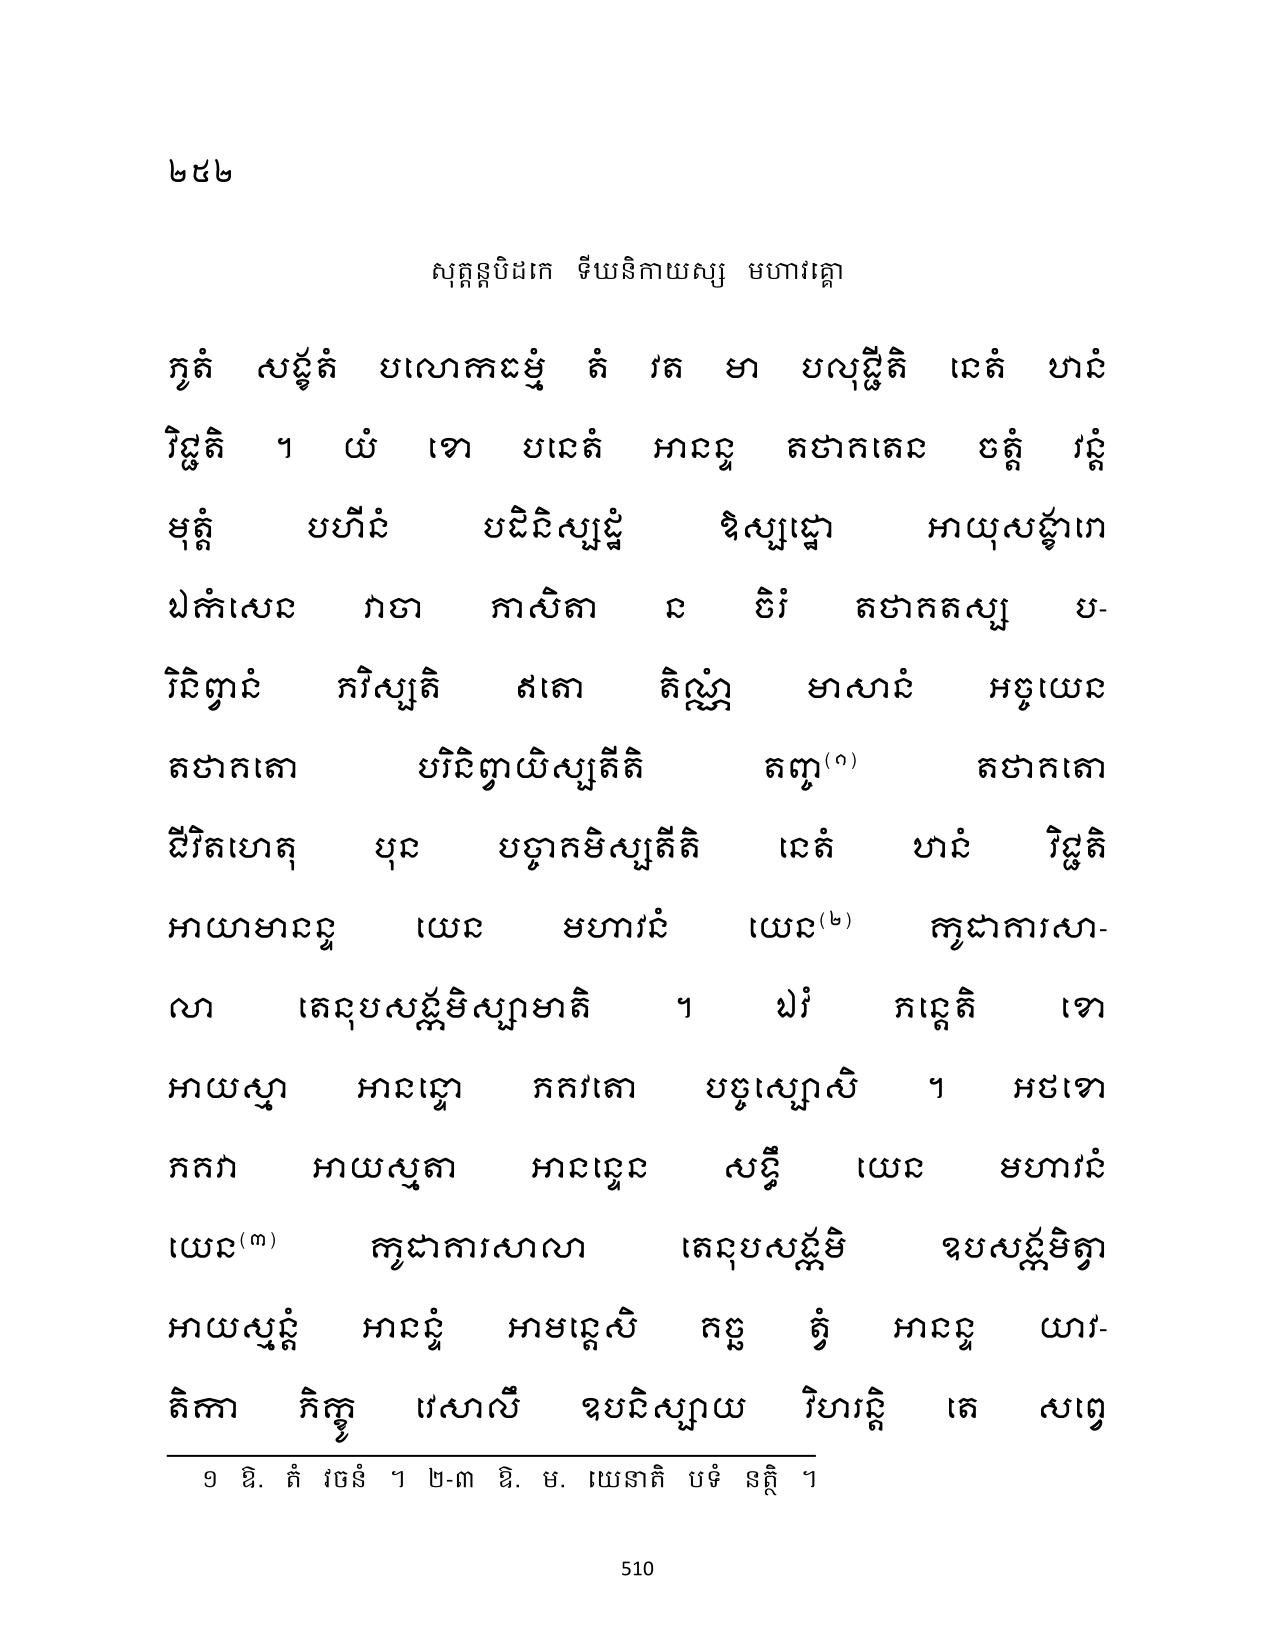 ២៥២
សុត្តន្តបិដកេ ទីឃនិកាយស្ស មហាវគ្គោ
ភូតំ សង្ខតំ បលោកធម្មំ តំ វត មា បលុជ្ជីតិ នេតំ ឋានំ
វិជ្ជតិ ។ យំ ខោ បនេតំ អានន្ទ តថាគតេន ចត្តំ វន្តំ
មុត្តំ បហីនំ បដិនិស្សដ្ឋំ ឱស្សដ្ឋោ អាយុសង្ខារោ
ឯកំសេន វាចា ភាសិតា ន ចិរំ តថាគតស្ស ប-
រិនិព្វានំ ភវិស្សតិ ឥតោ តិណ្ណំ មាសានំ អច្ចយេន
តថាគតោ បរិនិព្វាយិស្សតីតិ តញ្ច(១) តថាគតោ
ជីវិតហេតុ បុន បច្ចាគមិស្សតីតិ នេតំ ឋានំ វិជ្ជតិ
អាយាមានន្ទ យេន មហាវនំ យេន(២) កូដាគារសា-
លា តេនុបសង្កមិស្សាមាតិ ។ ឯវំ ភន្តេតិ ខោ
អាយស្មា អានន្ទោ ភគវតោ បច្ចស្សោសិ ។ អថខោ
ភគវា អាយស្មតា អានន្ទេន សទ្ធឹ យេន មហាវនំ
យេន(៣) កូដាគារសាលា តេនុបសង្កមិ ឧបសង្កមិត្វា
អាយស្មន្តំ អានន្ទំ អាមន្តេសិ គច្ឆ ត្វំ អានន្ទ យាវ-
តិកា ភិក្ខូ វេសាលឹ ឧបនិស្សាយ វិហរន្តិ តេ សព្វេ
១ ឱ. តំ វចនំ ។ ២-៣ ឱ. ម. យេនាតិ បទំ នត្ថិ ។
510